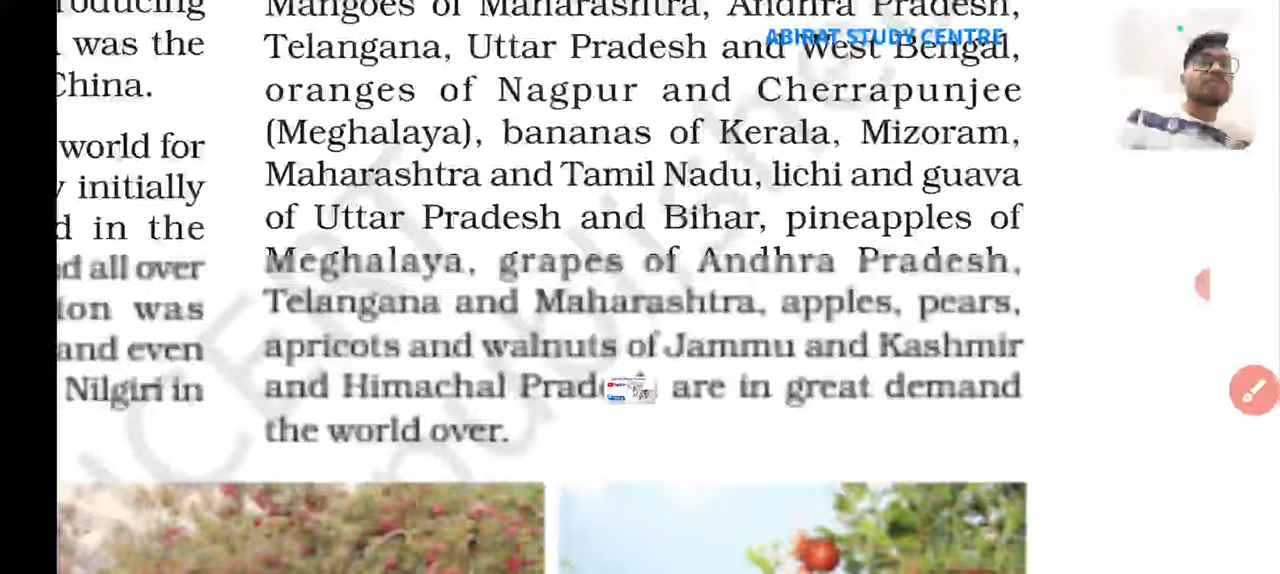 roducing
was the
China.
world for
initially
d in the
d all over
ion was
and even
Nilgiri in
Mangoes of Maharashtra, Andhra Pradesh,
Telangana, Uttar Pradesh and West Bengal,
oranges of Nagpur and Cherrapunjee
(Meghalaya), bananas of Kerala, Mizoram,
Maharashtra and Tamil Nadu, lichi and guava
of Uttar Pradesh and Bihar, pineapples of
Meghalaya, grapes of Andhra Pradesh,
Telangana and Maharashtra, apples, pears,
apricots and walnuts of Jammu and Kashmir
and Himachal Prad are in great demand
the world over.
ABIRAT STUDY CENTRE
NCERT